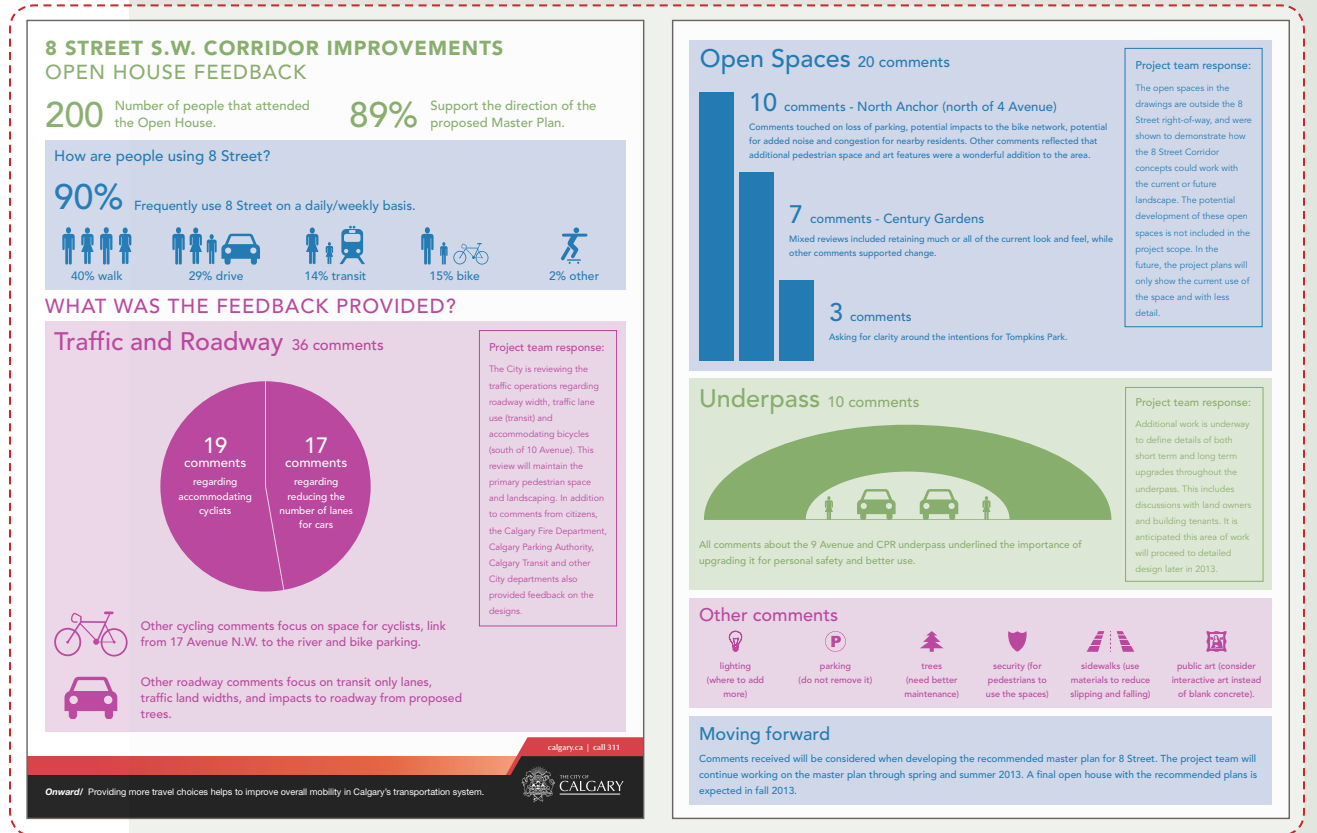 8 STREET S.W. CORRIDOR IMPROVEMENTS
OPEN HOUSE FEEDBACK
200 Number of people that attended
the Open House.
89% Support the direction of the
proposed Master Plan.
How are people using 8 Street?
90% Frequently use 8 Street on a daily/weekly basis.
40% walk
29% drive
14% transit
15% bike
2% other
WHAT WAS THE FEEDBACK PROVIDED?
Traffic and Roadway 36 comments
19
comments
regarding
accommodating
cyclists
17
comments
regarding
reducing the
number of lanes
for cars
Project team response:
The City is reviewing the
traffic operations regarding
roadway width, traffic lane
use (transit) and
accommodating bicycles
(south of 10 Avenue). This
review will maintain the
primary pedestrian space
and landscaping. In addition
to comments from citizens,
the Calgary Fire Department,
Calgary Parking Authority,
Calgary Transit and other
City departments also
provided feedback on the
designs.
Other cycling comments focus on space for cyclists, link
from 17 Avenue N.W. to the river and bike parking.
Other roadway comments focus on transit only lanes,
traffic land widths, and impacts to roadway from proposed
trees.
calgary.ca | call 311
Onward/ Providing more travel choices helps to improve overall mobility in Calgary's transportation system.
THE CITY OF
CALGARY
Open Spaces 20 comments
10 comments - North Anchor (north of 4 Avenue)
Comments touched on loss of parking, potential impacts to the bike network, potential
for added noise and congestion for nearby residents. Other comments reflected that
additional pedestrian space and art features were a wonderful addition to the area.
7 comments - Century Gardens
Mixed reviews included retaining much or all of the current look and feel, while
other comments supported change.
3 comments
Asking for clarity around the intentions for Tompkins Park.
Project team response:
The open spaces in the
drawings are outside the 8
Street right-of-way, and were
shown to demonstrate how
the 8 Street Corridor
concepts could work with
the current or future
landscape. The potential
development of these open
spaces is not included in the
project scope. In the
future, the project plans will
only show the current use of
the space and with less
detail.
Underpass 10 comments
All comments about the 9 Avenue and CPR underpass underlined the importance of
upgrading it for personal safety and better use.
Project team response:
Additional work is underway
to define details of both
short term and long term
upgrades throughout the
underpass. This includes
discussions with land owners
and building tenants. It is
anticipated this area of work
will proceed to detailed
design later in 2013.
Other comments
P
lighting
(where to add
more)
parking
(do not remove it)
trees
(need better
maintenance)
security (for
pedestrians to
use the spaces)
sidewalks (use
materials to reduce
slipping and falling)
public art (consider
interactive art instead
of blank concrete).
Moving forward
Comments received will be considered when developing the recommended master plan for 8 Street. The project team will
continue working on the master plan through spring and summer 2013. A final open house with the recommended plans is
expected in fall 2013.